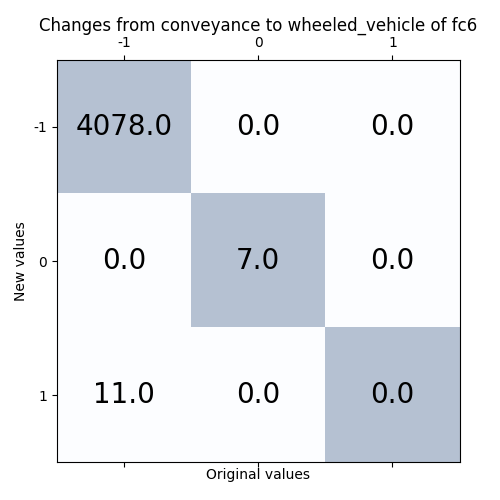 Changes from conveyance to wheeled_vehicle of fc6
-1 0 1
-1 4078.0 0.0 0.0
0 0.0 7.0 0.0
1 11.0 0.0 0.0
New values
Original values